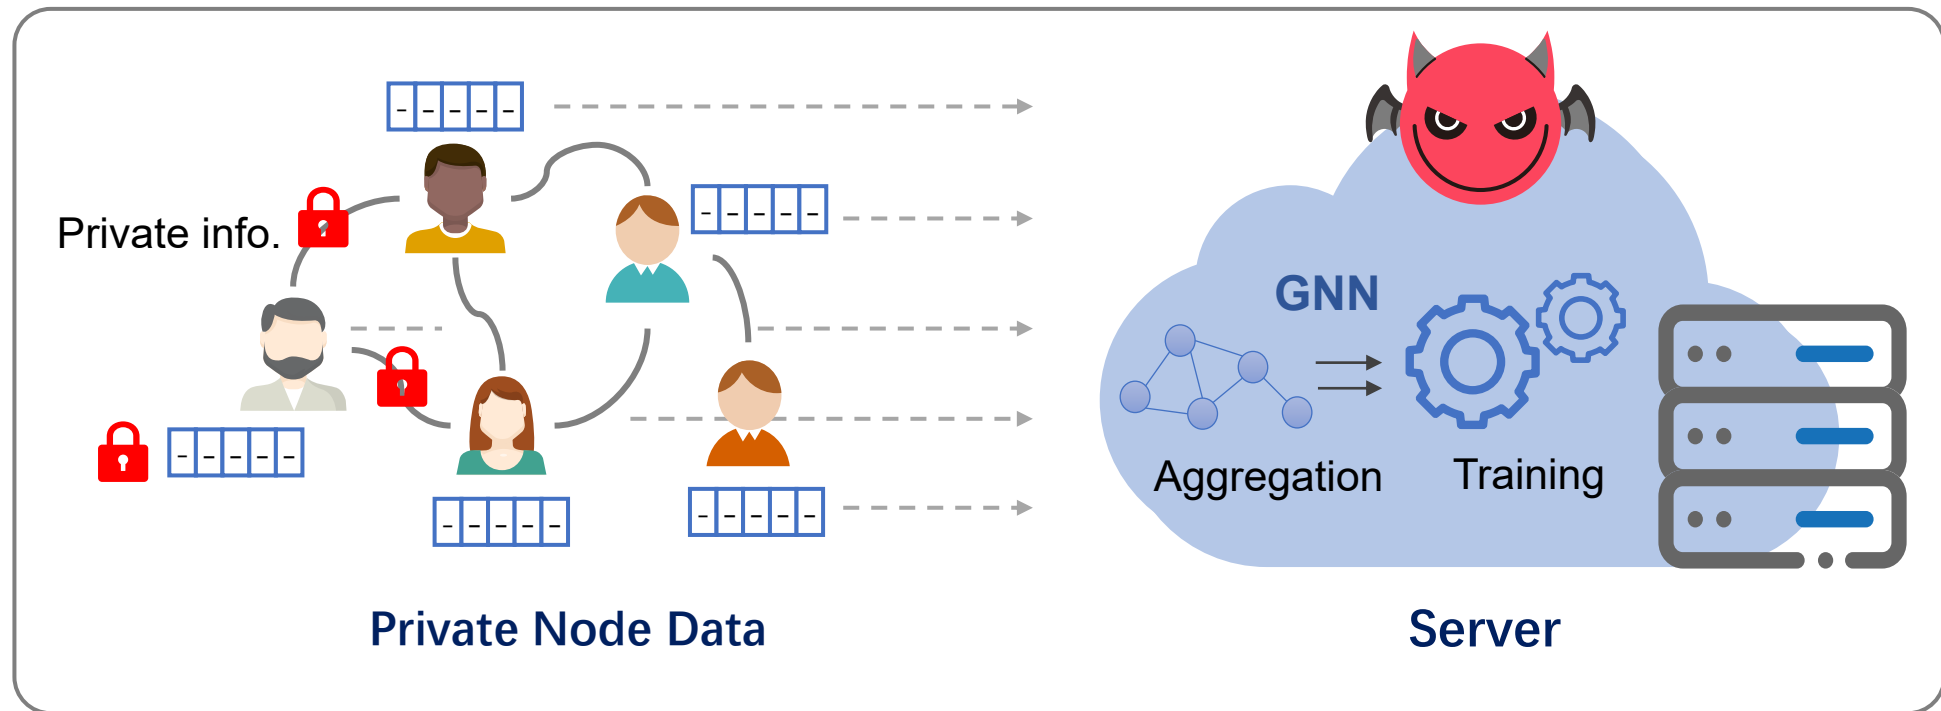 - - - - -
- - - - -
Private info.
- - - - -
- - - - -
- - - - -
GNN
Aggregation
Training
Private Node Data
Server